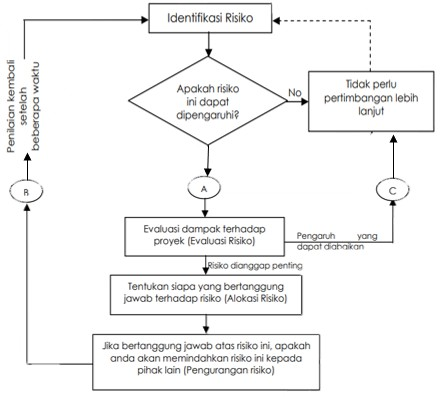 Identifikasi Risiko
Penilaian kembali
setelah
beberapa waktu
Apakah risiko
ini dapat
dipengaruhi?
No
Tidak perlu
pertimbangan lebih
lanjut
B
A
C
Evaluasi dampak terhadap
proyek (Evaluasi Risiko)
Pengaruh yang
dapat diabaikan
Risiko dianggap penting
Tentukan siapa yang bertanggung
jawab terhadap risiko (Alokasi Risiko)
Jika bertanggung jawab atas risiko ini, apakah
anda akan memindahkan risiko ini kepada
pihak lain (Pengurangan risiko)